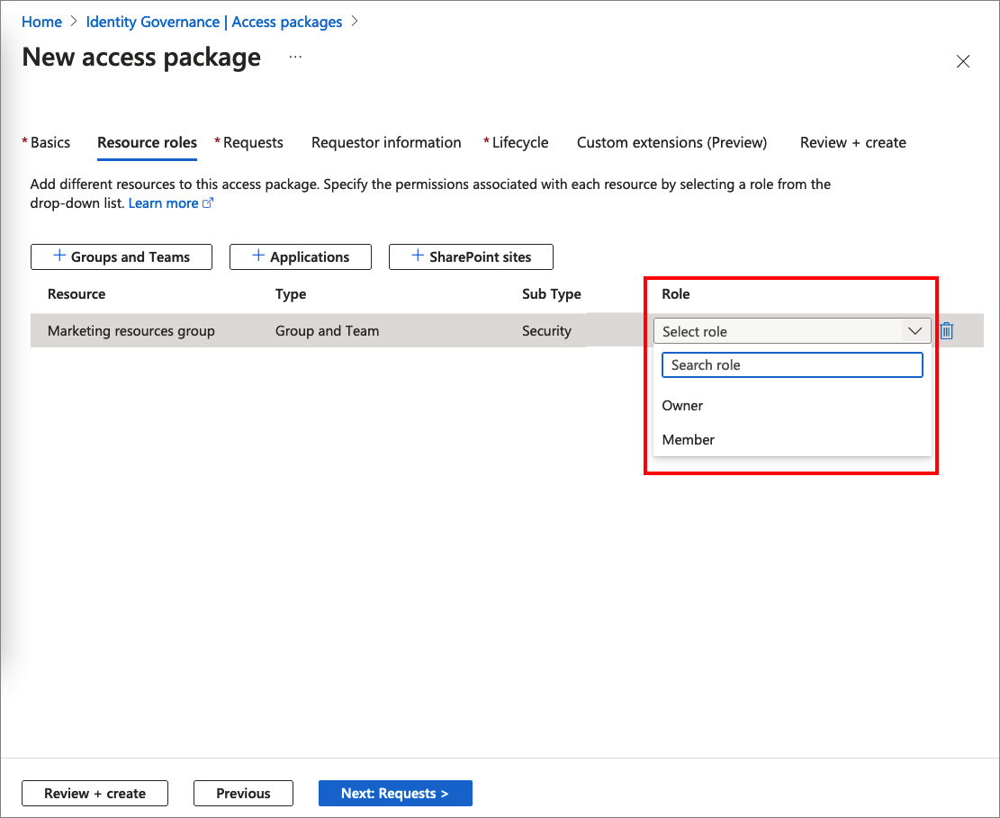 Home > Identity Governance | Access packages >
New access package ...
* Basics Resource roles * Requests Requestor information * Lifecycle Custom extensions (Preview) Review + create
Add different resources to this access package. Specify the permissions associated with each resource by selecting a role from the
drop-down list. Learn more
+ Groups and Teams + Applications + SharePoint sites
Resource Type Sub Type Role
Marketing resources group Group and Team Security Select role
Search role
Owner
Member
Review + create Previous Next: Requests >